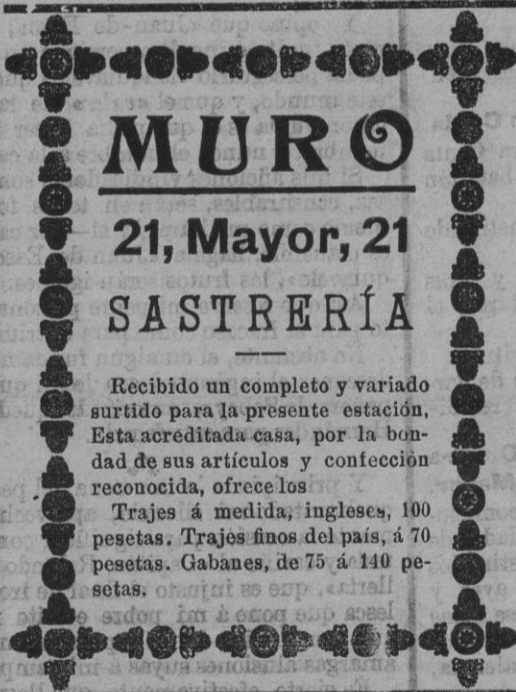 MURO
21, Mayor, 21
SASTRERÍA
Recibido un completo y variado
surtido para la presente estación,
Esta acreditada casa, por la bon-
dad de sus artículos y confección
reconocida, ofrece los
Trajes á medida, ingleses, 100
pesetas. Trajes finos del país, á 70
pesetas. Gabanes, de 75 á 140 pe-
setas.